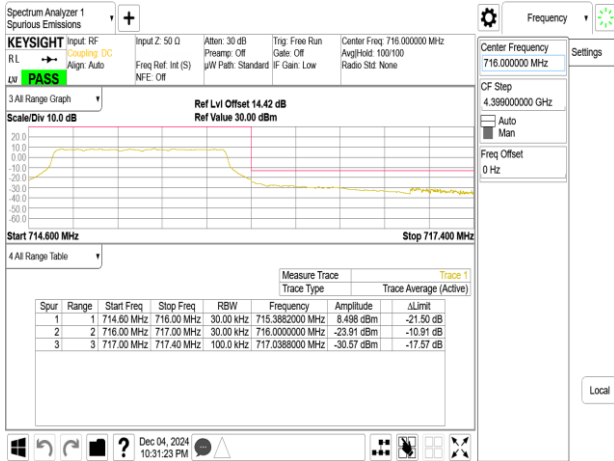 Spectrum Analyzer 1
Spurious Emissions
Frequency
KEYSIGHT
RL
LXI
PASS
Input: RF
Coupling: DC
Align: Auto
Input Z: 50 Ω
Freq Ref: Int (S)
NFE: Off
Atten: 30 dB
Preamp: Off
µW Path: Standard
Trig: Free Run
Gate: Off
IF Gain: Low
Center Freq: 716.000000 MHz
Avg|Hold: 100/100
Radio Std: None
Center Frequency
716.000000 MHz
Settings
CF Step
4.399000000 GHz
Auto
Man
Freq Offset
0 Hz
3 All Range Graph
Scale/Div 10.0 dB
Ref Lvl Offset 14.42 dB
Ref Value 30.00 dBm
20.0
10.0
0.00
-10.0
-20.0
-30.0
-40.0
-50.0
-60.0
Start 714.600 MHz
Stop 717.400 MHz
4 All Range Table
Measure Trace Trace 1
Trace Type Trace Average (Active)
Spur Range Start Freq Stop Freq RBW Frequency Amplitude ΔLimit
1 1 714.60 MHz 716.00 MHz 30.00 kHz 715.3882000 MHz 8.498 dBm -21.50 dB
2 2 716.00 MHz 717.00 MHz 30.00 kHz 716.0000000 MHz -23.91 dBm -10.91 dB
3 3 717.00 MHz 717.40 MHz 100.0 kHz 717.0388000 MHz -30.57 dBm -17.57 dB
Local
Dec 04, 2024
10:31:23 PM